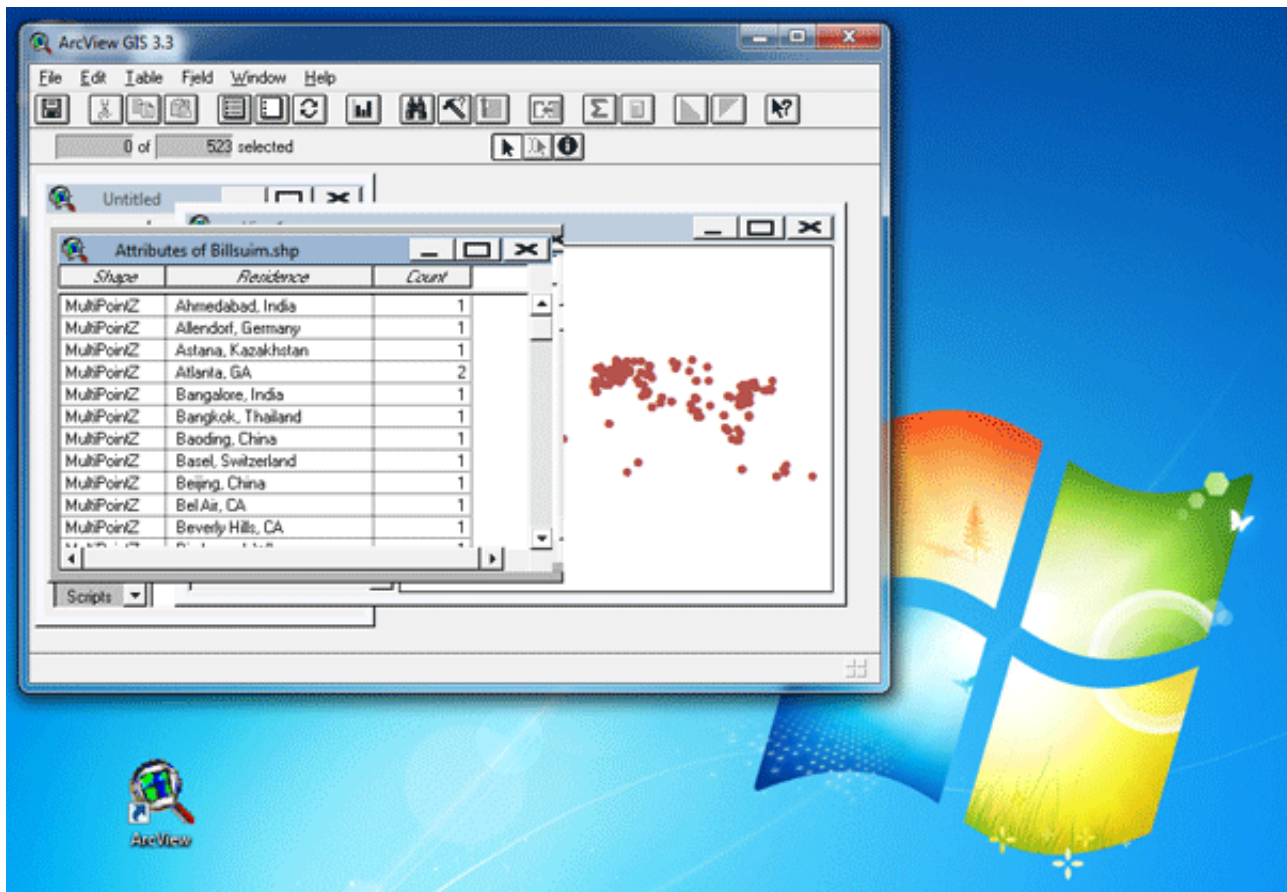 ArcView GIS 3.3
File Edit Table Field Window Help
0 of 523 selected
Untitled
Attributes of Billsuim.shp
Shape Residence Count
MultiPointZ Ahmedabad, India 1
MultiPointZ Allendorf, Germany 1
MultiPointZ Astana, Kazakhstan 1
MultiPointZ Atlanta, GA 2
MultiPointZ Bangalore, India 1
MultiPointZ Bangkok, Thailand 1
MultiPointZ Baoding, China 1
MultiPointZ Basel, Switzerland 1
MultiPointZ Beijing, China 1
MultiPointZ Bel Air, CA 1
MultiPointZ Beverly Hills, CA 1
Scripts
ArcView